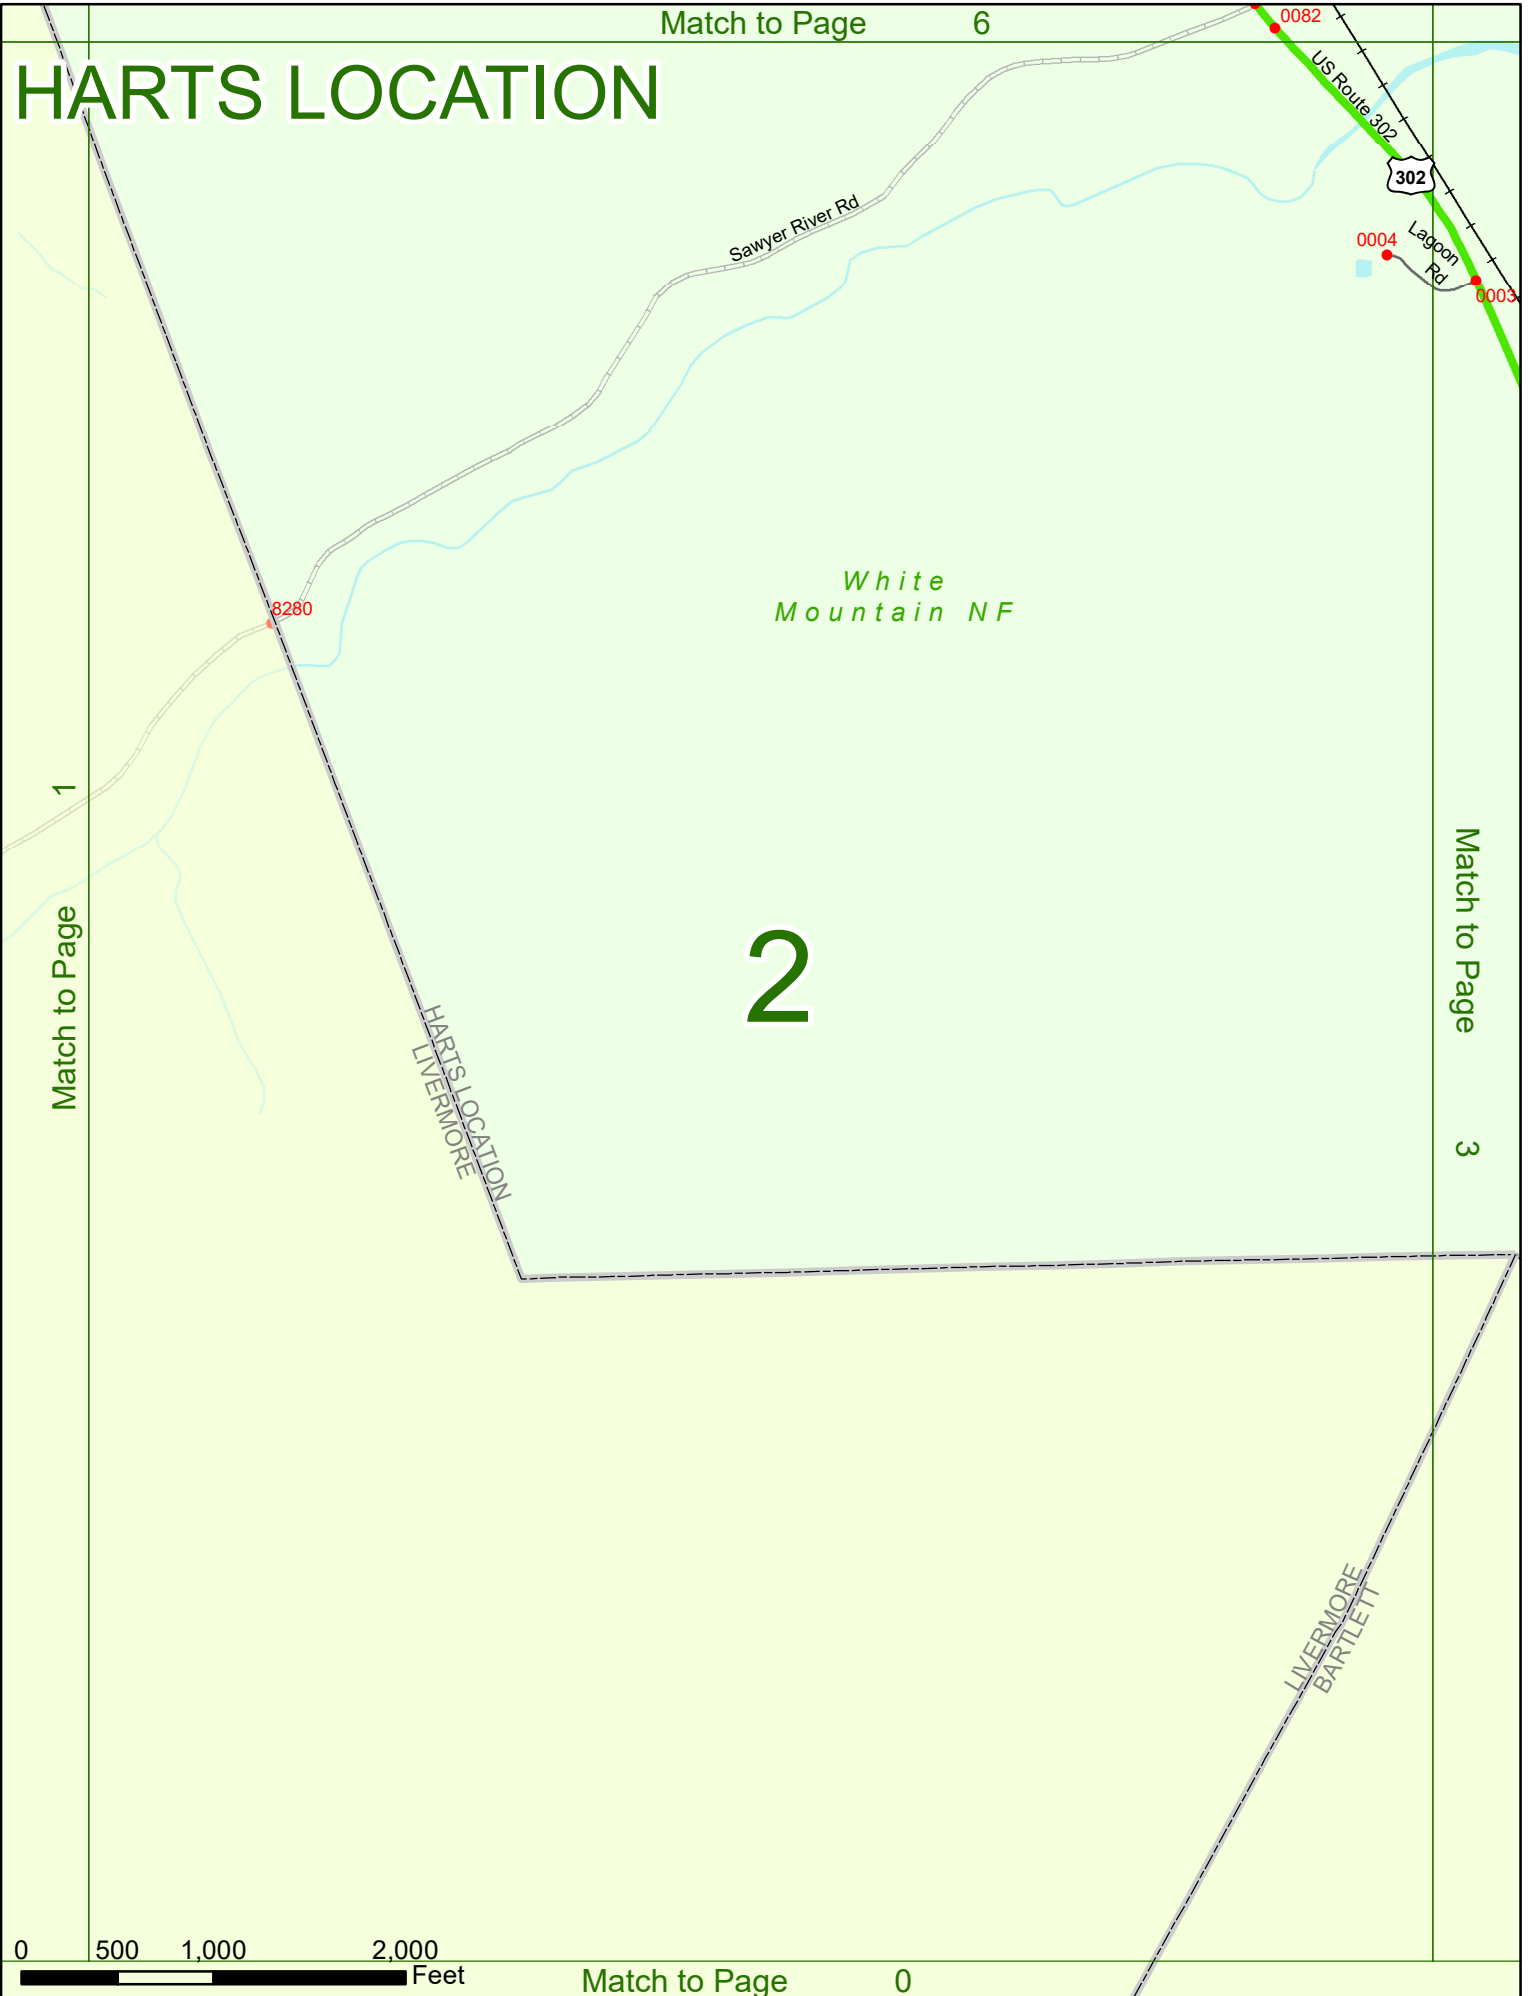 Match to Page 6
0082
HARTS LOCATION
US Route 302
302
Sawyer River Rd
0004
Lagoon
Rd
0003
White
Mountain NF
8280
Match to Page 1
Match to Page 3
2
HARTS LOCATION
LIVERMORE
LIVERMORE
BARTLETT
0 500 1,000 2,000
Feet
Match to Page 0